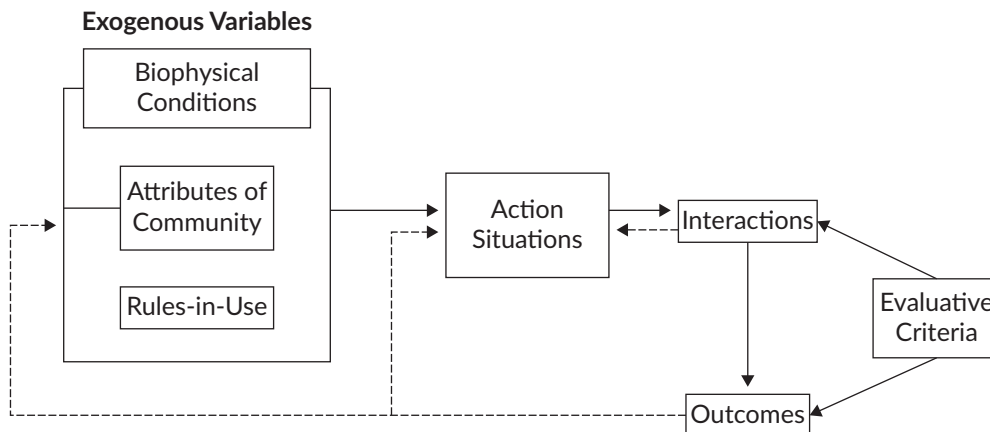 Exogenous Variables
Biophysical
Conditions
Attributes of
Community
Rules-in-Use
Action
Situations
Interactions
Evaluative
Criteria
Outcomes